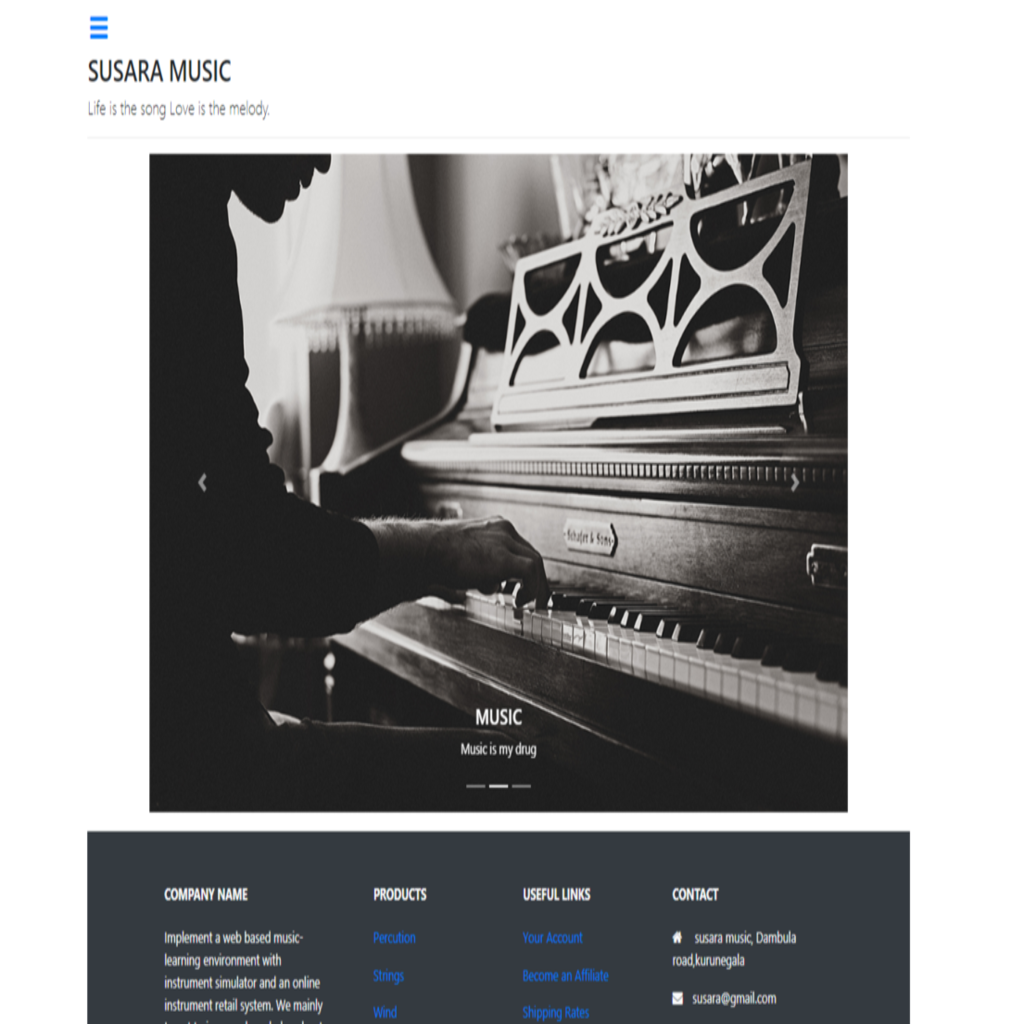 SUSARA MUSIC
Life is the song Love is the melody.
Schafer & Sons
MUSIC
Music is my drug
COMPANY NAME
Implement a web based music-
learning environment with
instrument simulator and an online
instrument retail system. We mainly
PRODUCTS
Percution
Strings
Wind
USEFUL LINKS
Your Account
Become an Affiliate
Shipping Rates
CONTACT
susara music, Dambula
road,kurunegala
susara@gmail.com